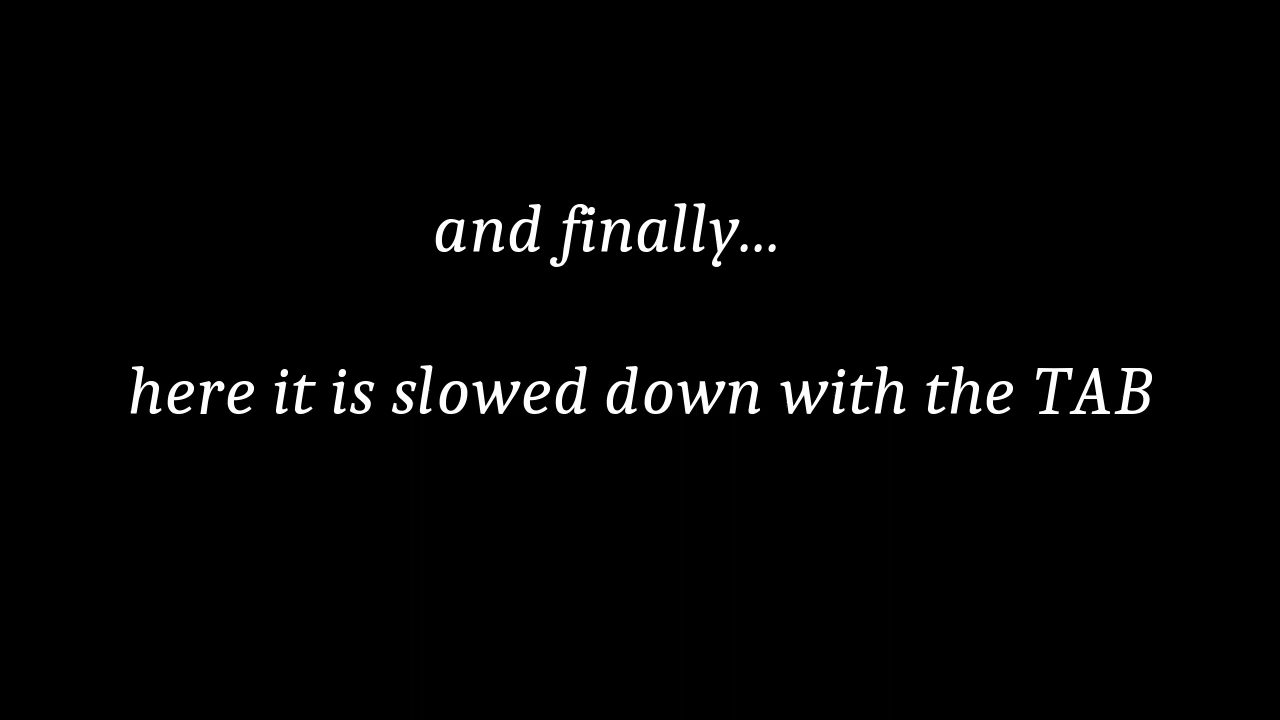 and finally...
here it is slowed down with the TAB